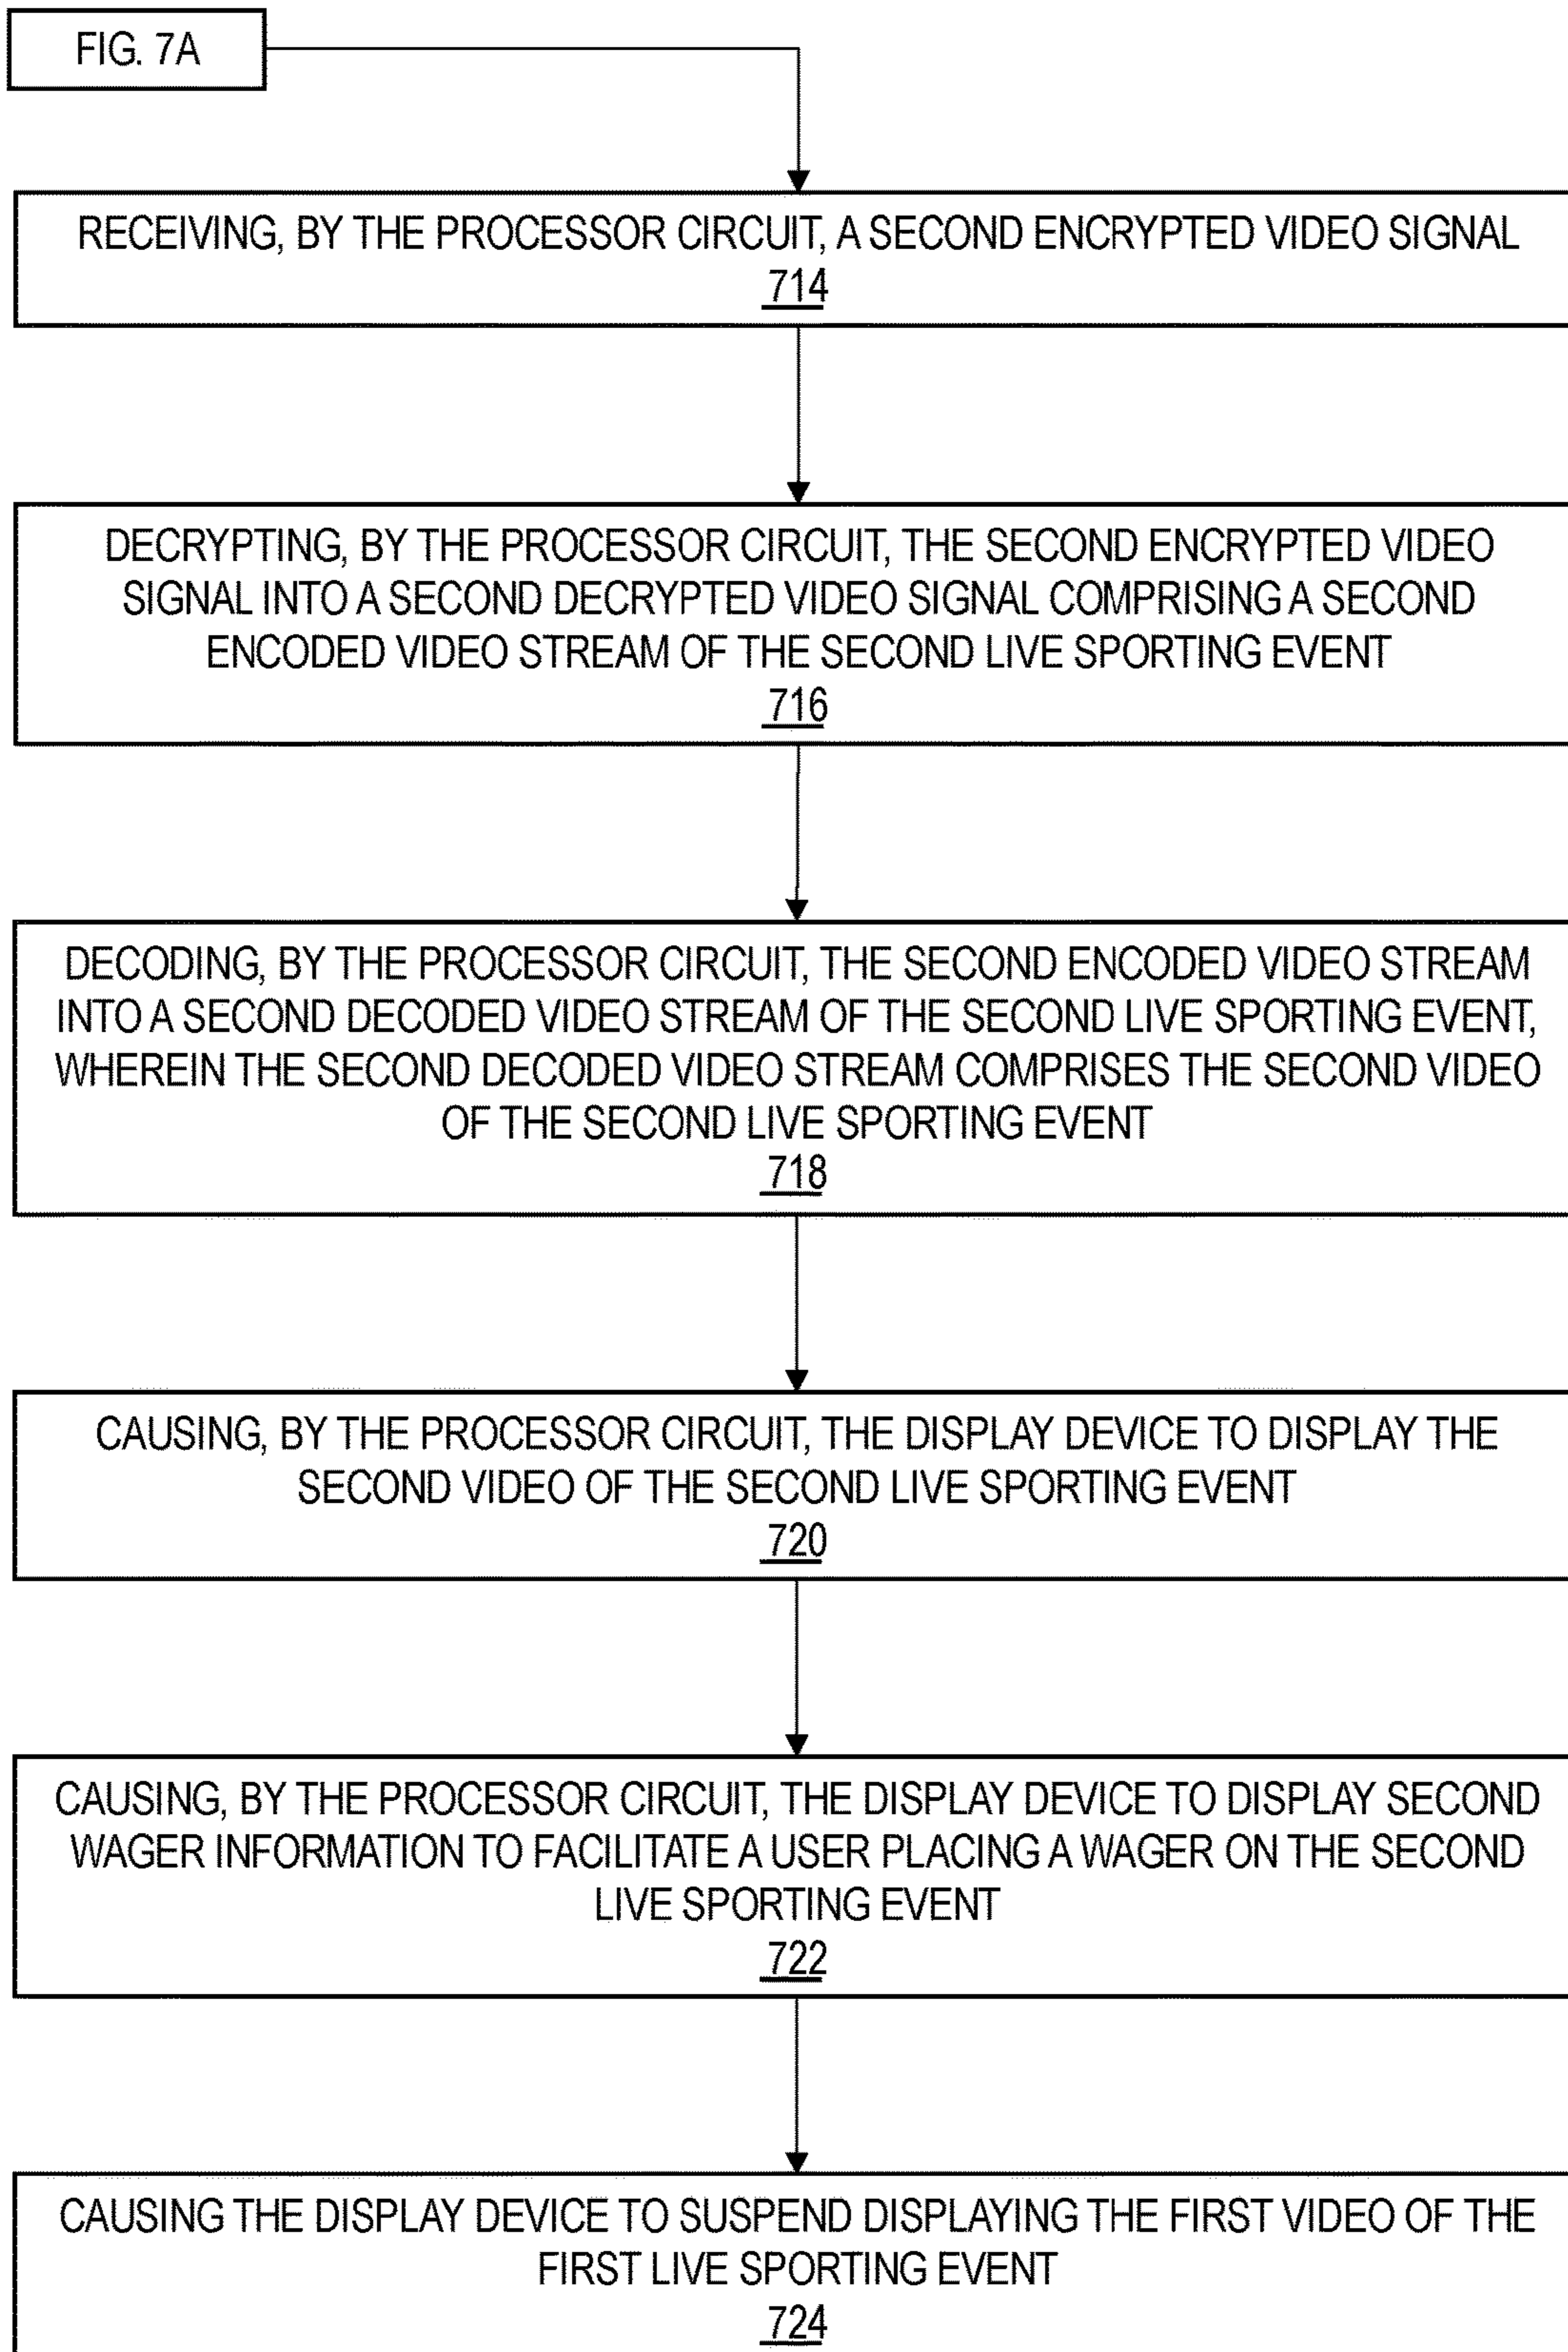 FIG. 7A
RECEIVING, BY THE PROCESSOR CIRCUIT, A SECOND ENCRYPTED VIDEO SIGNAL
714
DECRYPTING, BY THE PROCESSOR CIRCUIT, THE SECOND ENCRYPTED VIDEO
SIGNAL INTO A SECOND DECRYPTED VIDEO SIGNAL COMPRISING A SECOND
ENCODED VIDEO STREAM OF THE SECOND LIVE SPORTING EVENT
716
DECODING, BY THE PROCESSOR CIRCUIT, THE SECOND ENCODED VIDEO STREAM
INTO A SECOND DECODED VIDEO STREAM OF THE SECOND LIVE SPORTING EVENT,
WHEREIN THE SECOND DECODED VIDEO STREAM COMPRISES THE SECOND VIDEO
OF THE SECOND LIVE SPORTING EVENT
718
CAUSING, BY THE PROCESSOR CIRCUIT, THE DISPLAY DEVICE TO DISPLAY THE
SECOND VIDEO OF THE SECOND LIVE SPORTING EVENT
720
CAUSING, BY THE PROCESSOR CIRCUIT, THE DISPLAY DEVICE TO DISPLAY SECOND
WAGER INFORMATION TO FACILITATE A USER PLACING A WAGER ON THE SECOND
LIVE SPORTING EVENT
722
CAUSING THE DISPLAY DEVICE TO SUSPEND DISPLAYING THE FIRST VIDEO OF THE
FIRST LIVE SPORTING EVENT
724